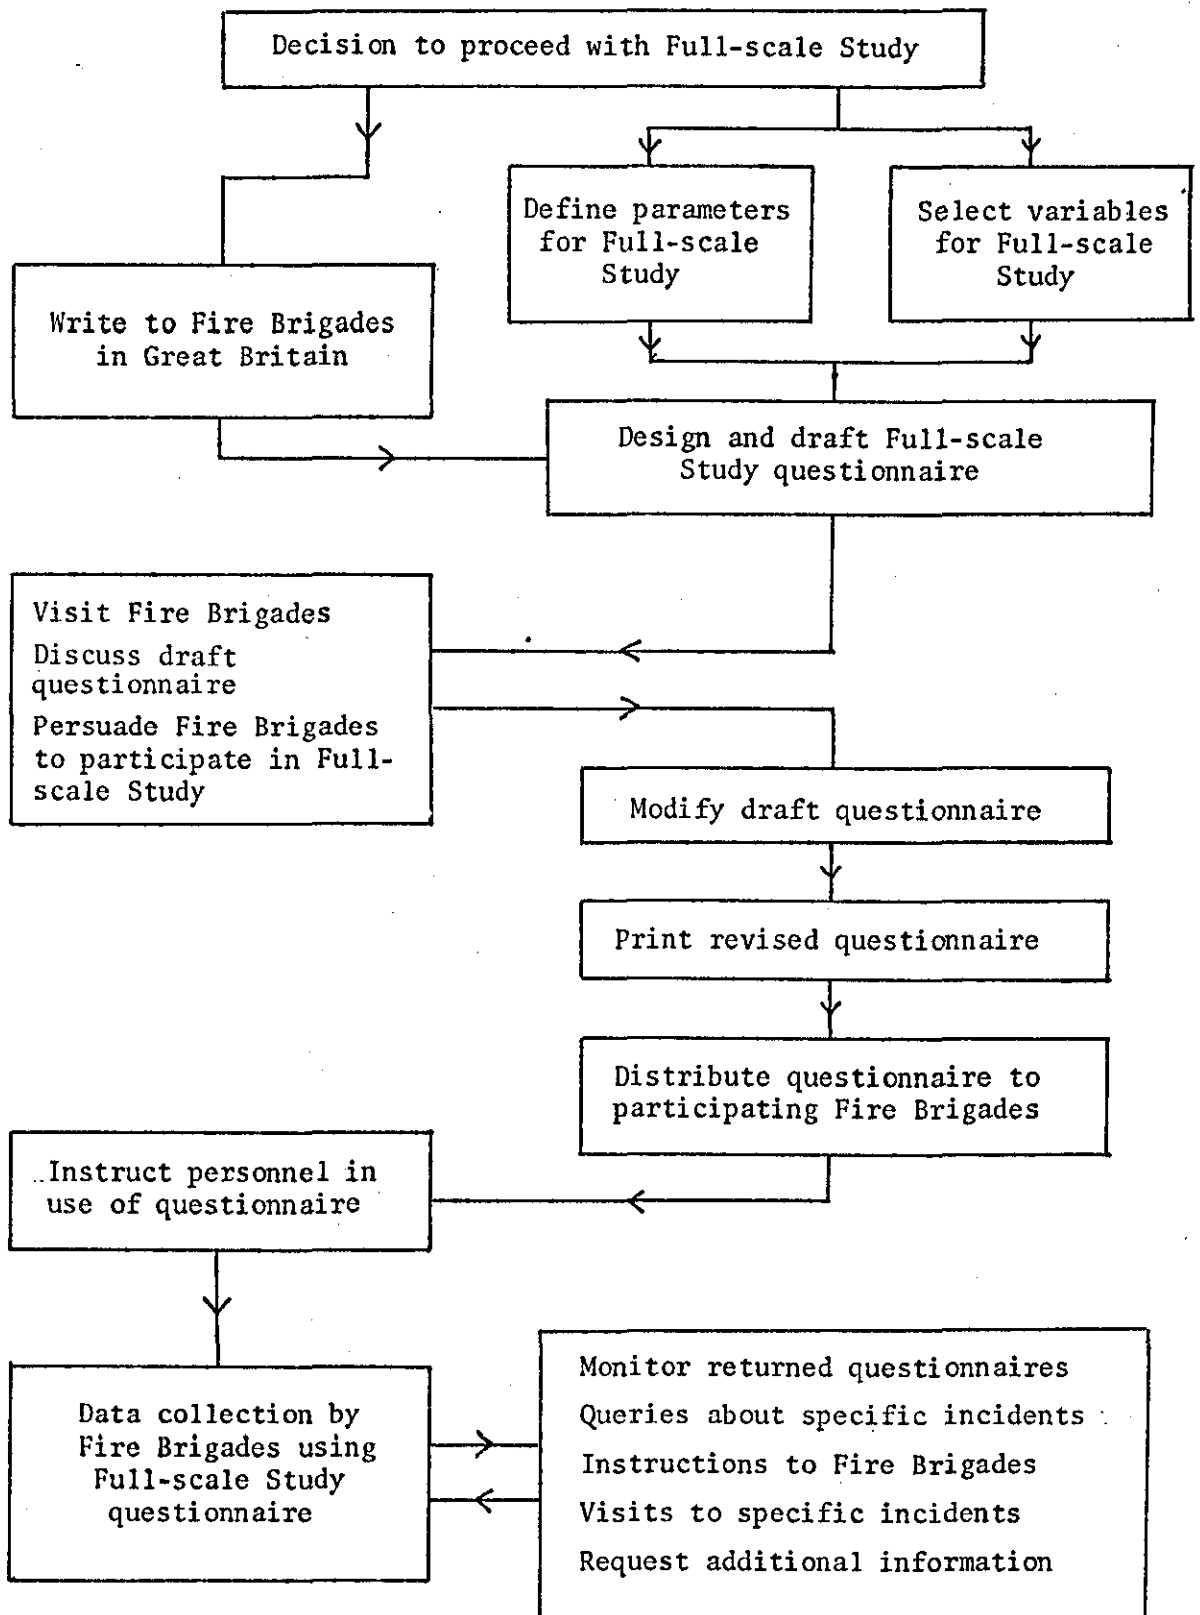 Decision to proceed with Full-scale Study
Define parameters
for Full-scale
Study
Select variables
for Full-scale
Study
Write to Fire Brigades
in Great Britain
Design and draft Full-scale
Study questionnaire
Visit Fire Brigades
Discuss draft
questionnaire
Persuade Fire Brigades
to participate in Full-
scale Study
Modify draft questionnaire
Print revised questionnaire
Distribute questionnaire to
participating Fire Brigades
Instruct personnel in
use of questionnaire
Data collection by
Fire Brigades using
Full-scale Study
questionnaire
Monitor returned questionnaires
Queries about specific incidents
Instructions to Fire Brigades
Visits to specific incidents
Request additional information